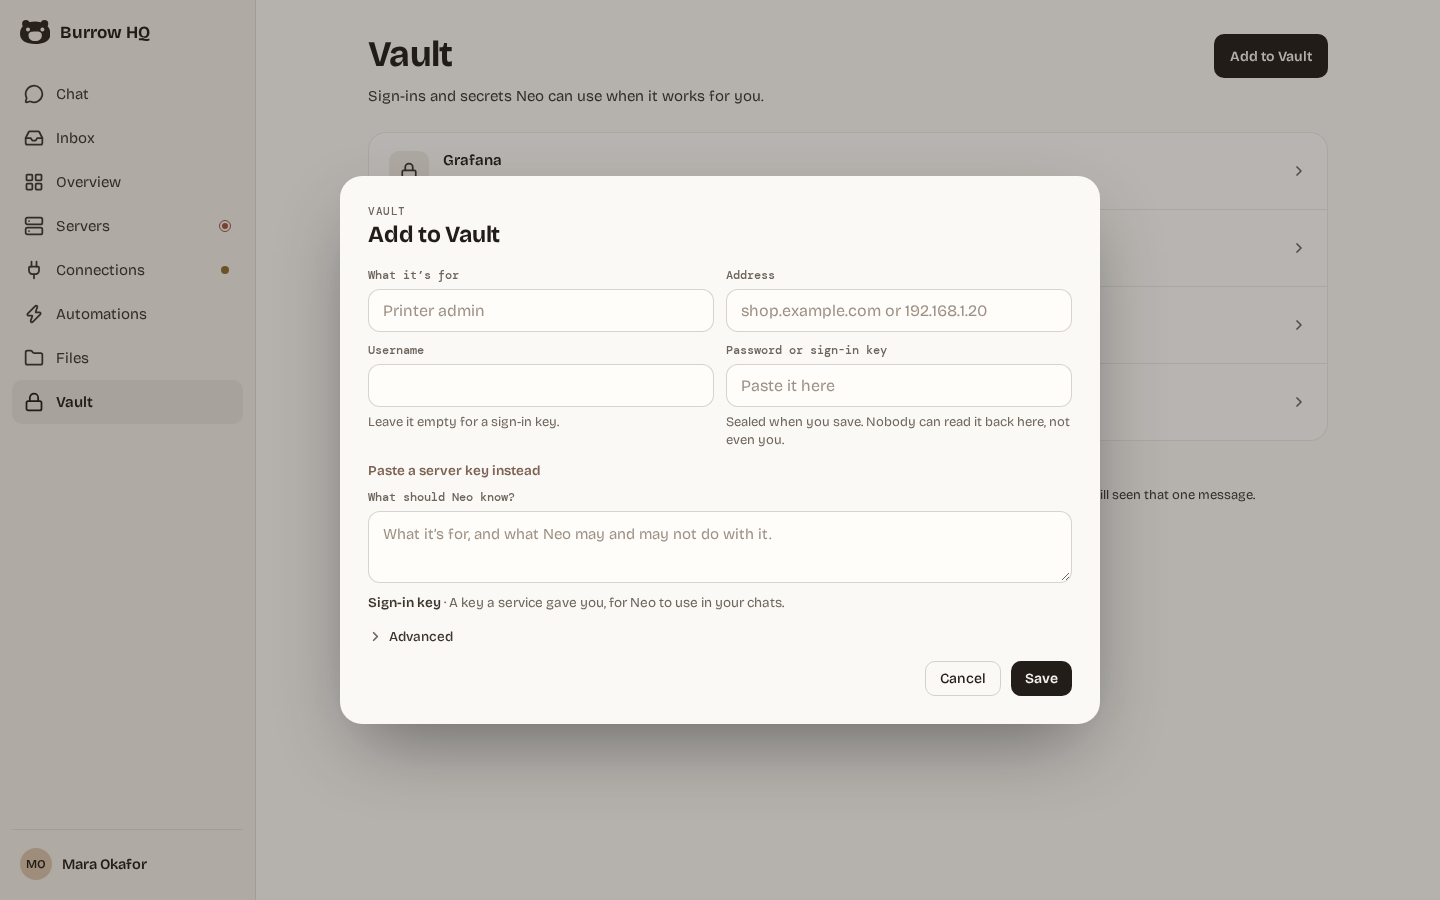 Burrow HQ
Chat
Inbox
Overview
Servers
Connections
Automations
Files
Vault
MO
Mara Okafor
Vault
Add to Vault
Sign-ins and secrets Neo can use when it works for you.
Grafana
VAULT
Add to Vault
What it’s for
Address
Printer admin
shop.example.com or 192.168.1.20
Username
Password or sign-in key
Paste it here
Leave it empty for a sign-in key.
Sealed when you save. Nobody can read it back here, not
even you.
Paste a server key instead
What should Neo know?
What it’s for, and what Neo may and may not do with it.
Sign-in key · A key a service gave you, for Neo to use in your chats.
Advanced
Cancel
Save
seen that one message.